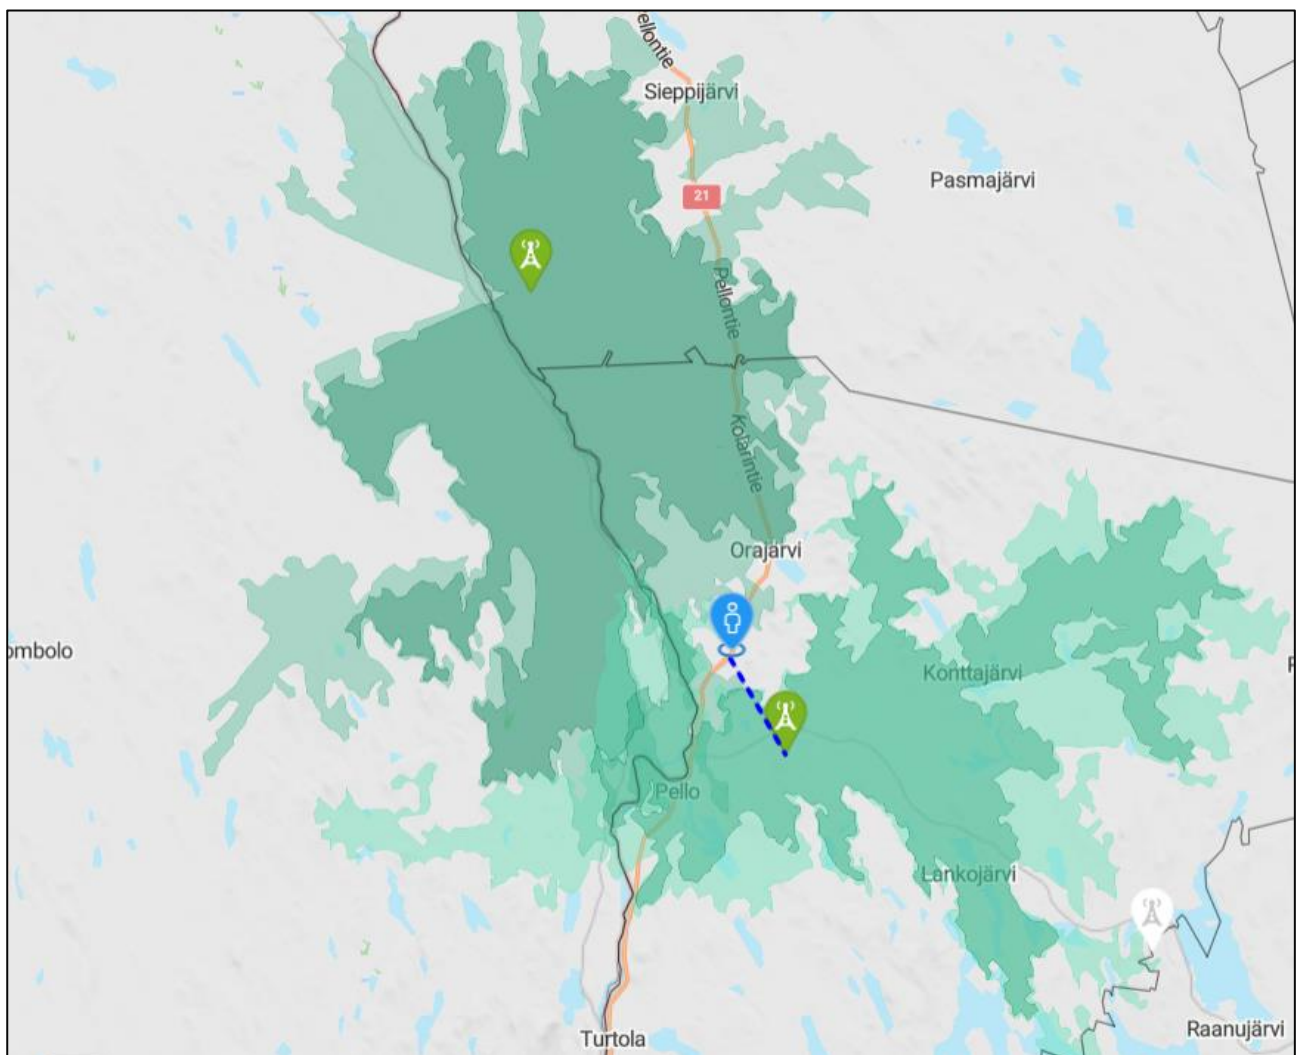 ellontie
Sieppijärvi
Pasmajärvi
21
Pellontie
Kolarintie
Orajärvi
ombolo
Konttajärvi
Pello
Lankojärvi
Raanujärvi
Turtola